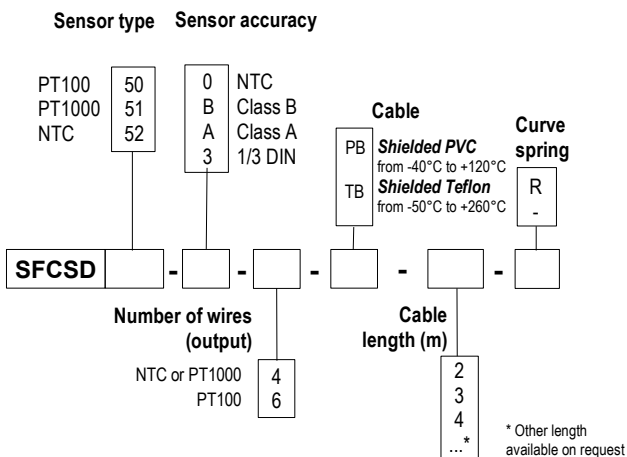 Sensor type
Sensor accuracy
PT100 50
PT1000 51
NTC 52
0 NTC
B Class B
A Class A
3 1/3 DIN
Cable
PB Shielded PVC
from -40°C to +120°C
TB Shielded Teflon
from -50°C to +260°C
Curve
spring
R
-
SFCSD - - - - -
Number of wires
(output)
NTC or PT1000 4
PT100 6
Cable
length (m)
2
3
4
...*
* Other length
available on request